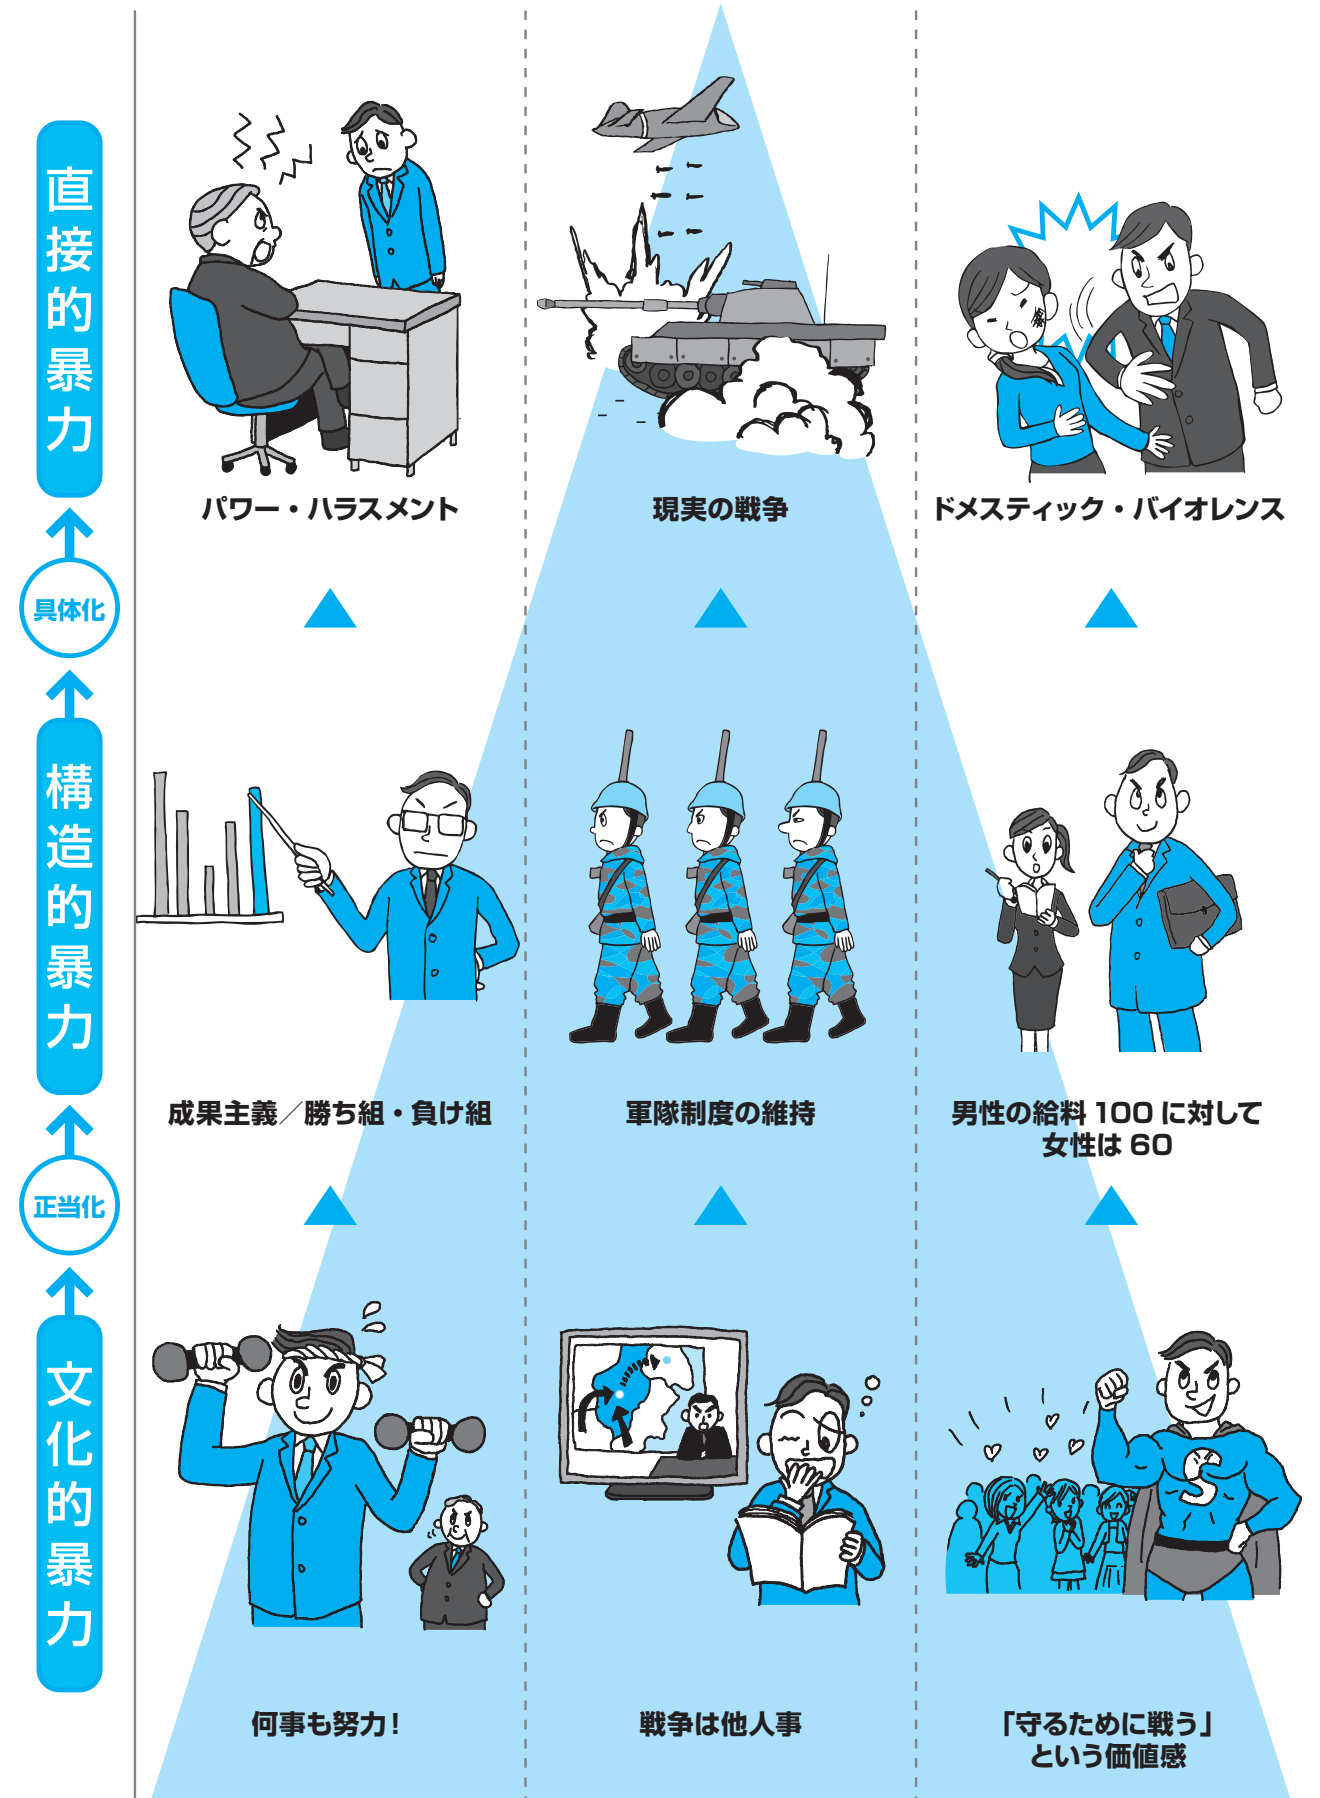 直接的暴力
パワー・ハラスメント
現実の戦争
ドメスティック・バイオレンス
具体化
構造的暴力
成果主義／勝ち組・負け組
軍隊制度の維持
男性の給料 100 に対して
女性は 60
正当化
文化的暴力
S
何事も努力！
戦争は他人事
「守るために戦う」
という価値感